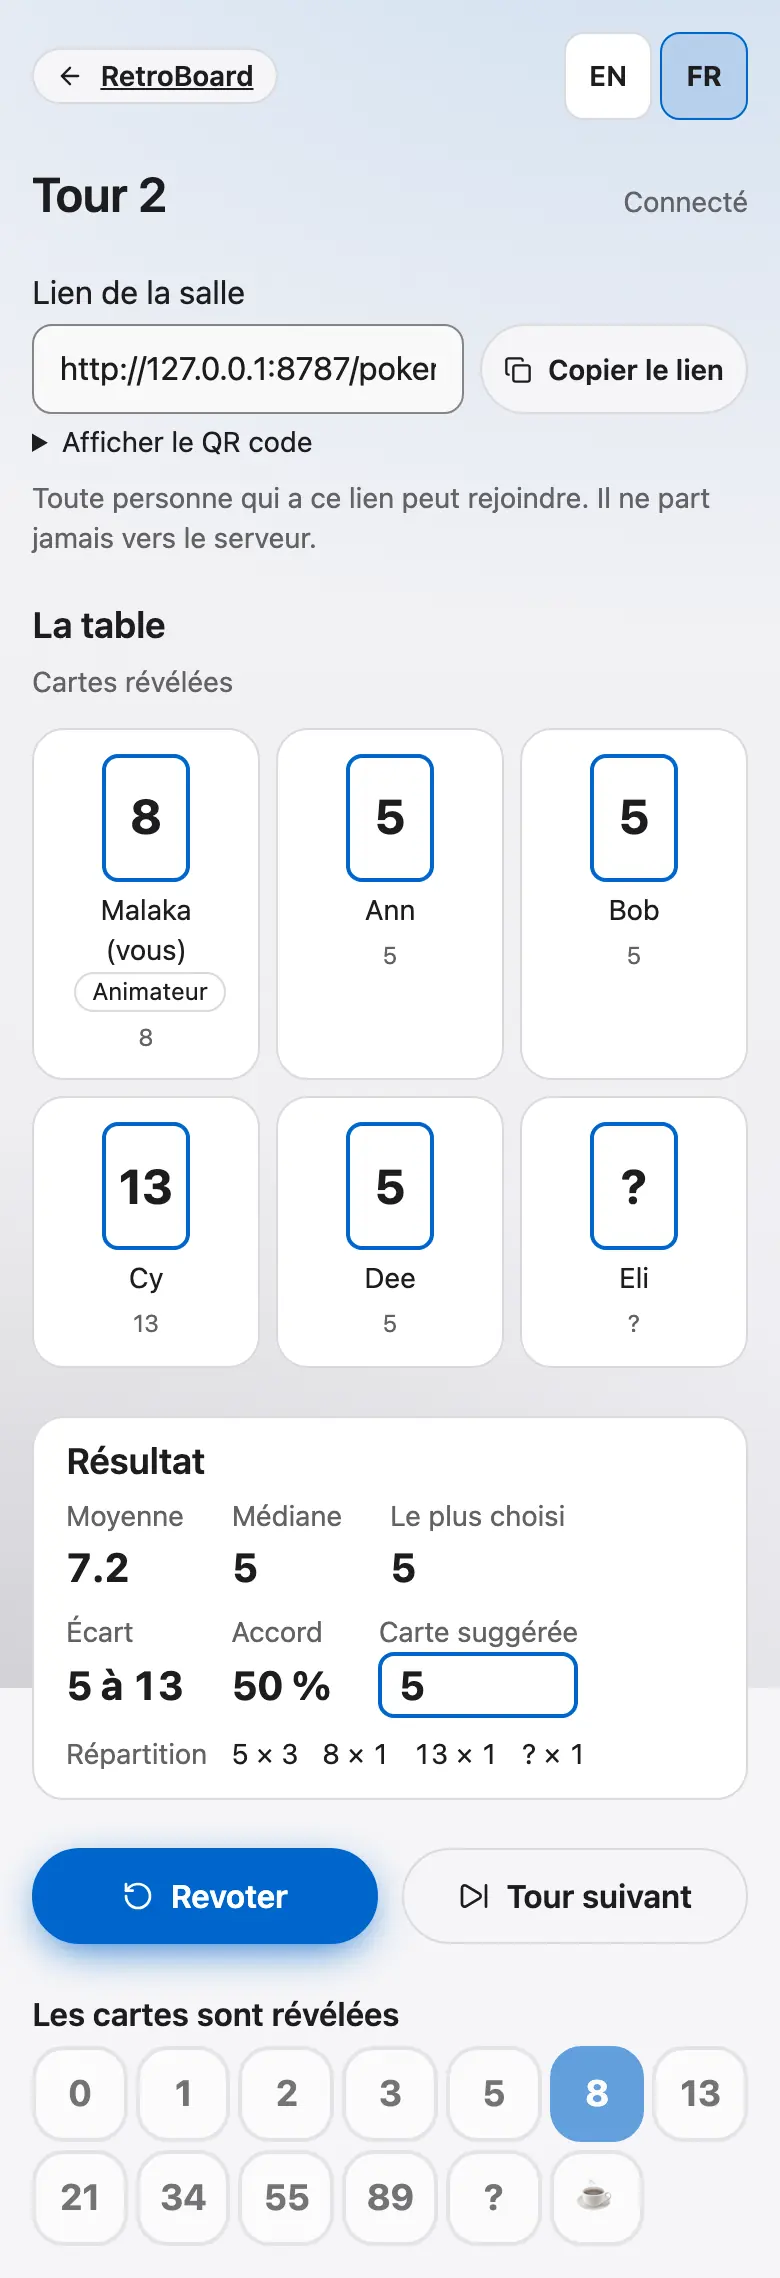 ← RetroBoard
EN
FR
Tour 2
Connecté
Lien de la salle
http://127.0.0.1:8787/poker
Copier le lien
Afficher le QR code
Toute personne qui a ce lien peut rejoindre. Il ne part
jamais vers le serveur.
La table
Cartes révélées
8
Malaka
(vous)
Animateur
8
5
Ann
5
5
Bob
5
13
Cy
13
5
Dee
5
?
Eli
?
Résultat
Moyenne
7.2
Médiane
5
Le plus choisi
5
Écart
5 à 13
Accord
50 %
Carte suggérée
5
Répartition 5 × 3 8 × 1 13 × 1 ? × 1
Revoter
Tour suivant
Les cartes sont révélées
0 1 2 3 5 8 13
21 34 55 89 ?